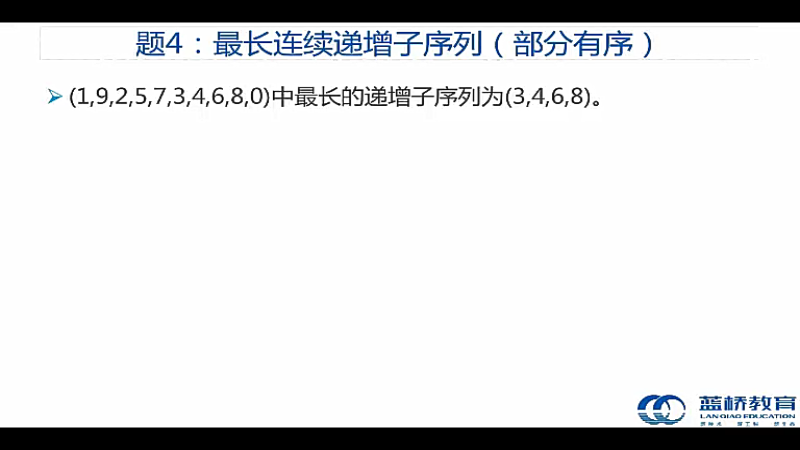 题4：最长连续递增子序列（部分有序）
(1,9,2,5,7,3,4,6,8,0)中最长的递增子序列为(3,4,6,8)。
蓝桥教育
LAN QIAO EDUCATION